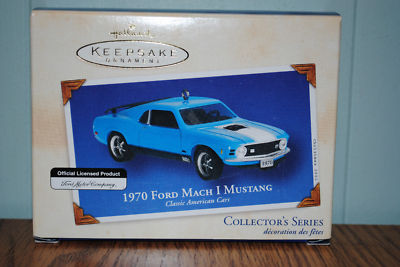 Hallmark
KEEPSAKE
ORNAMENT
1970
Official Licensed Product
Ford Motor Company
1970 FORD MACH I MUSTANG
Classic American Cars
COLLECTOR'S SERIES
décoration des fêtes